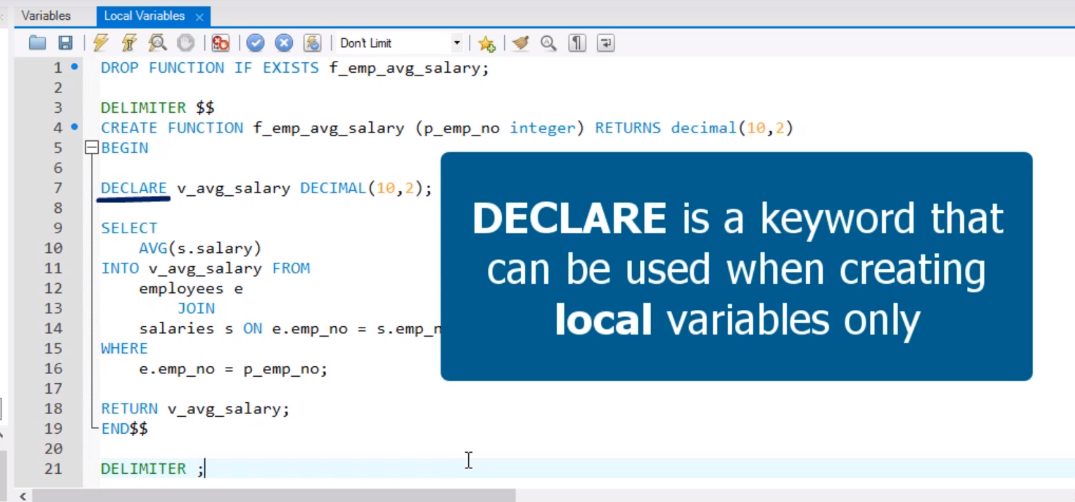 Variables
Local Variables
Don't Limit
1 DROP FUNCTION IF EXISTS f_emp_avg_salary;
2
3 DELIMITER $$
4 CREATE FUNCTION f_emp_avg_salary (p_emp_no integer) RETURNS decimal(10,2)
5 BEGIN
6
7 DECLARE v_avg_salary DECIMAL(10,2);
8
9 SELECT
10 AVG(s.salary)
11 INTO v_avg_salary FROM
12 employees e
13 JOIN
14 salaries s ON e.emp_no = s.emp_n
15 WHERE
16 e.emp_no = p_emp_no;
17
18 RETURN v_avg_salary;
19 END$$
20
21 DELIMITER ;
DECLARE is a keyword that
can be used when creating
local variables only